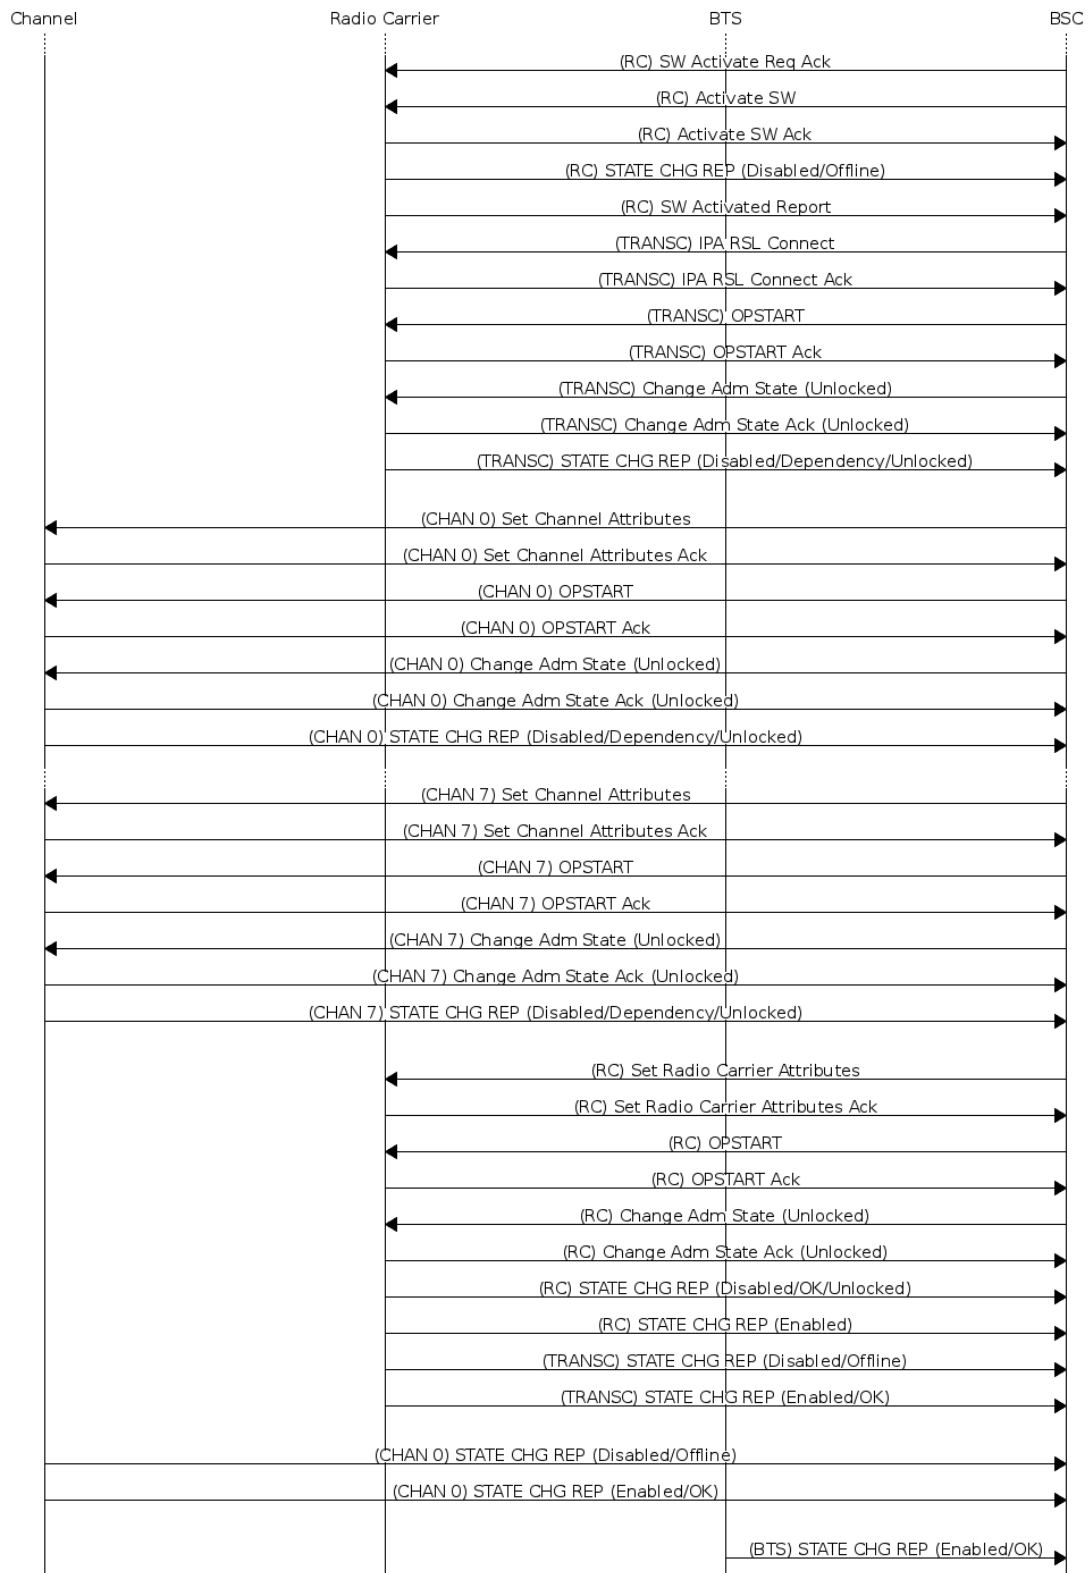 Channel Radio Carrier BTS BSC
(RC) SW Activate Req Ack
(RC) Activate SW
(RC) Activate SW Ack
(RC) STATE CHG REP (Disabled/Offline)
(RC) SW Activated Report
(TRANSC) IPA RSL Connect
(TRANSC) IPA RSL Connect Ack
(TRANSC) OPSTART
(TRANSC) OPSTART Ack
(TRANSC) Change Adm State (Unlocked)
(TRANSC) Change Adm State Ack (Unlocked)
(TRANSC) STATE CHG REP (Disabled/Dependency/Unlocked)
(CHAN 0) Set Channel Attributes
(CHAN 0) Set Channel Attributes Ack
(CHAN 0) OPSTART
(CHAN 0) OPSTART Ack
(CHAN 0) Change Adm State (Unlocked)
(CHAN 0) Change Adm State Ack (Unlocked)
(CHAN 0) STATE CHG REP (Disabled/Dependency/Unlocked)
(CHAN 7) Set Channel Attributes
(CHAN 7) Set Channel Attributes Ack
(CHAN 7) OPSTART
(CHAN 7) OPSTART Ack
(CHAN 7) Change Adm State (Unlocked)
(CHAN 7) Change Adm State Ack (Unlocked)
(CHAN 7) STATE CHG REP (Disabled/Dependency/Unlocked)
(RC) Set Radio Carrier Attributes
(RC) Set Radio Carrier Attributes Ack
(RC) OPSTART
(RC) OPSTART Ack
(RC) Change Adm State (Unlocked)
(RC) Change Adm State Ack (Unlocked)
(RC) STATE CHG REP (Disabled/OK/Unlocked)
(RC) STATE CHG REP (Enabled)
(TRANSC) STATE CHG REP (Disabled/Offline)
(TRANSC) STATE CHG REP (Enabled/OK)
(CHAN 0) STATE CHG REP (Disabled/Offline)
(CHAN 0) STATE CHG REP (Enabled/OK)
(BTS) STATE CHG REP (Enabled/OK)